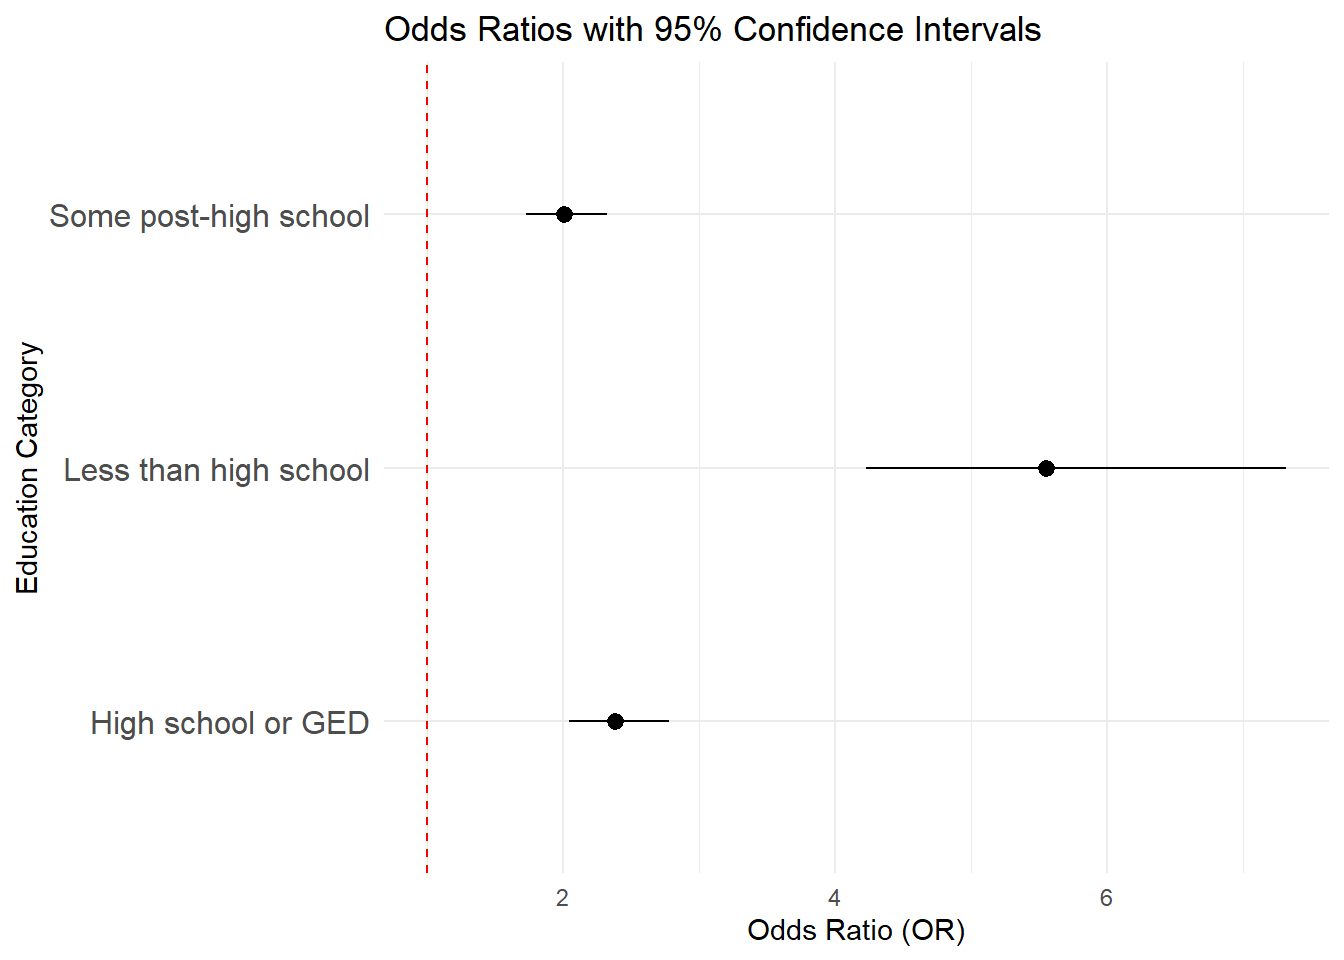 Odds Ratios with 95% Confidence Intervals
Education Category
Some post-high school
Less than high school
High school or GED
2
4
6
Odds Ratio (OR)